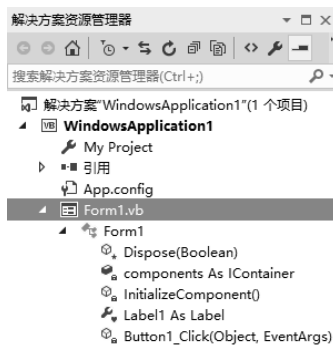 解决方案资源管理器
搜索解决方案资源管理器(Ctrl+;)
解决方案"WindowsApplication1"(1 个项目)
VB WindowsApplication1
My Project
引用
App.config
Form1.vb
Form1
Dispose(Boolean)
components As IContainer
InitializeComponent()
Label1 As Label
Button1_Click(Object, EventArgs)